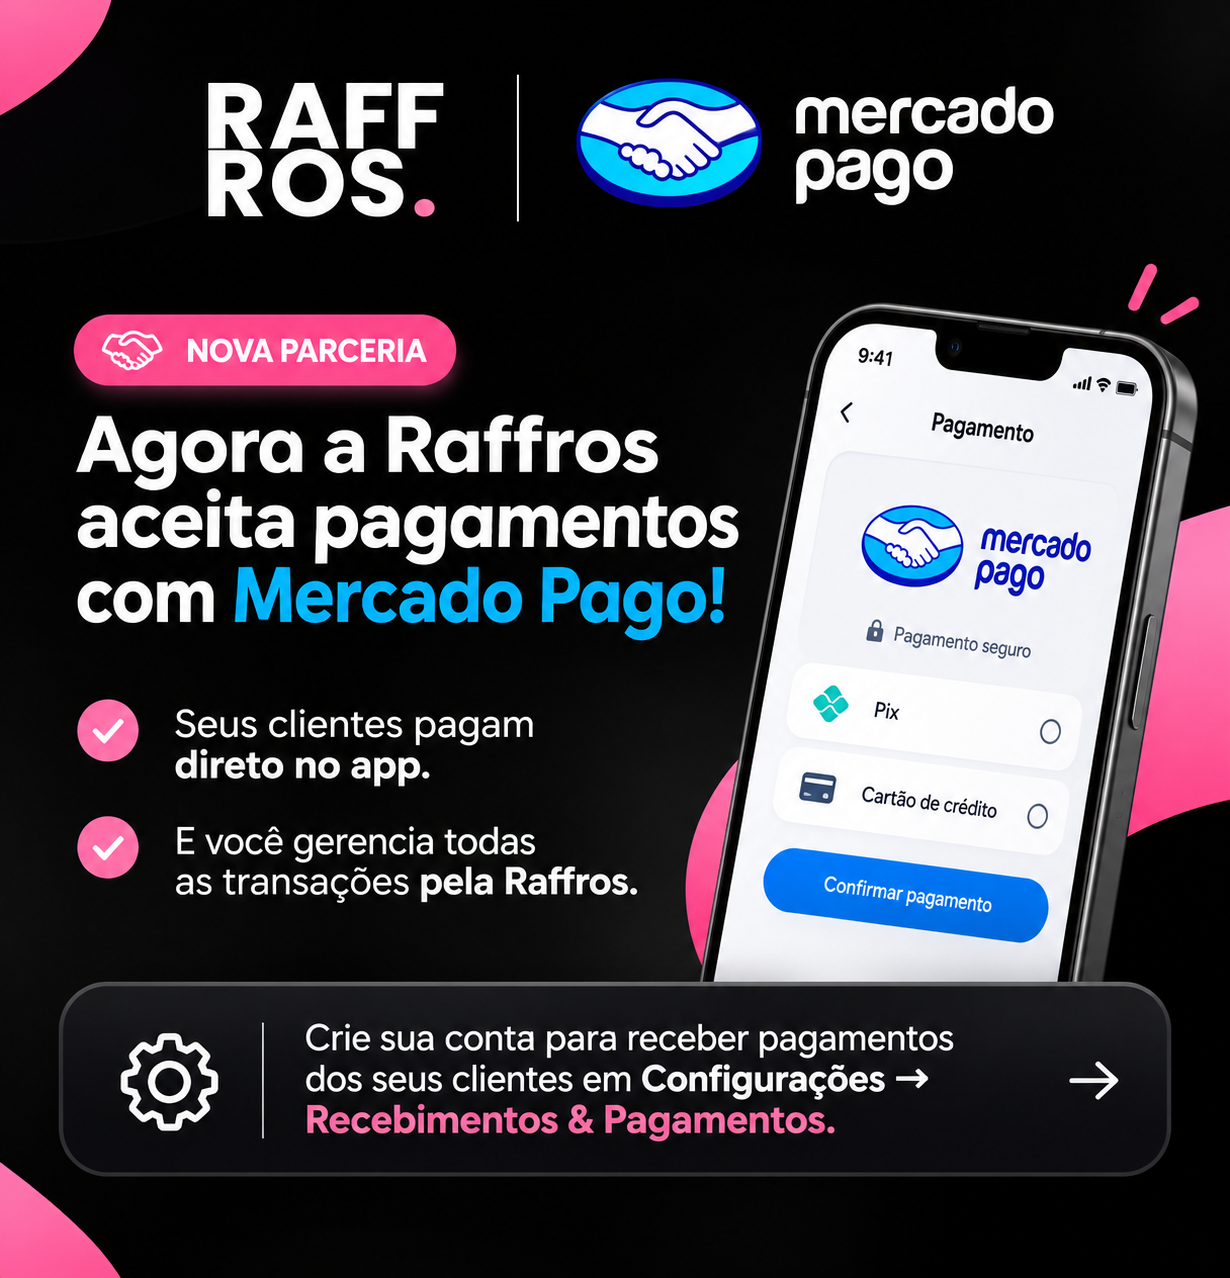 RAFF
ROS.
mercado
pago
NOVA PARCERIA
Agora a Raffros
aceita pagamentos
com Mercado Pago!
Seus clientes pagam
direto no app.
E você gerencia todas
as transações pela Raffros.
9:41
Pagamento
mercado
pago
Pagamento seguro
Pix
Cartão de crédito
Confirmar pagamento
Crie sua conta para receber pagamentos
dos seus clientes em Configurações →
Recebimentos & Pagamentos.